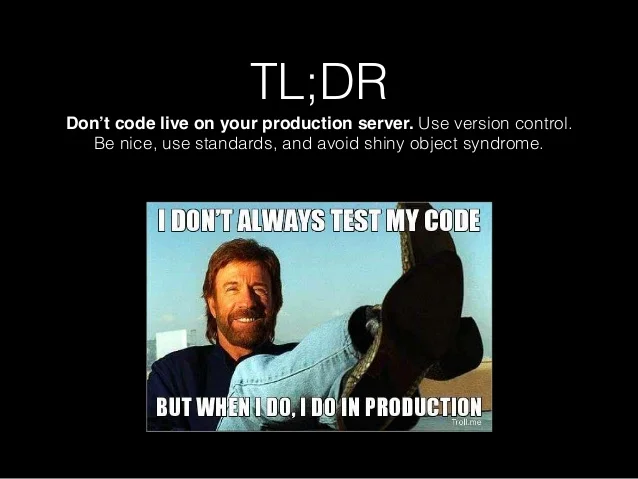 TL;DR
Don't code live on your production server. Use version control.
Be nice, use standards, and avoid shiny object syndrome.
I DON'T ALWAYS TEST MY CODE
BUT WHEN I DO, I DO IN PRODUCTION
Troll.me